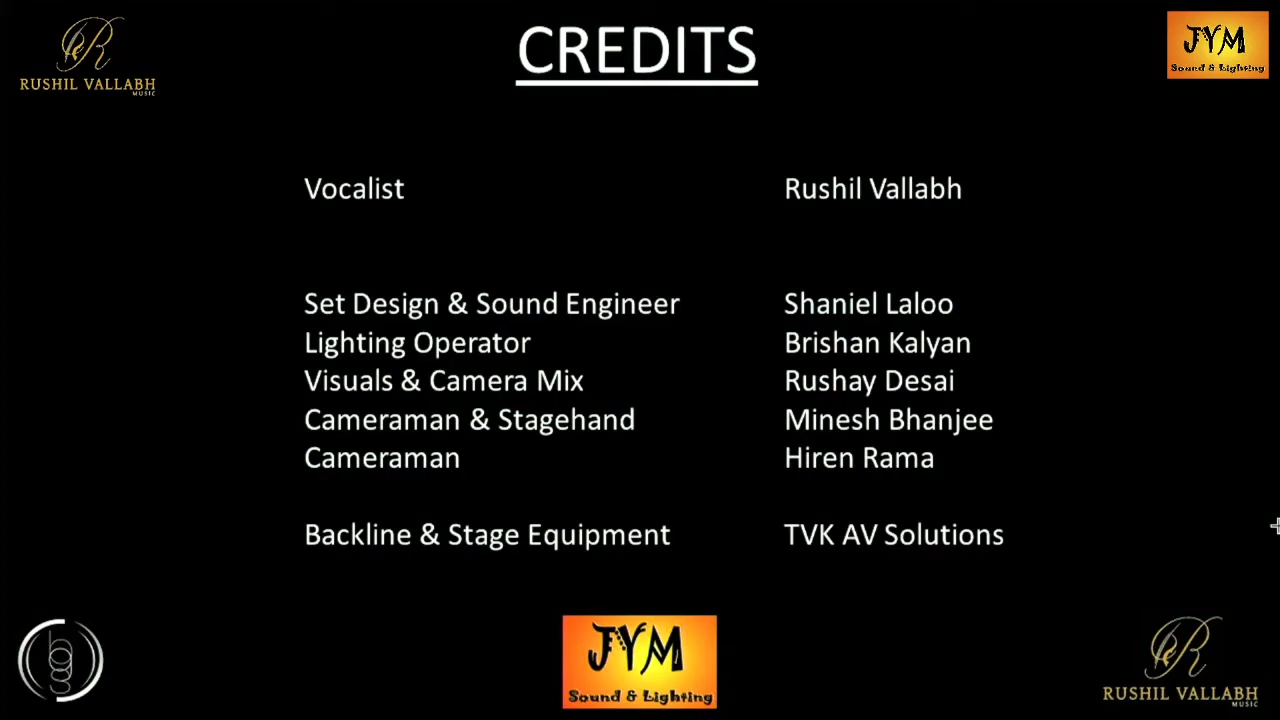 RUSHIL VALLABH
MUSIC
CREDITS
JYM
Sound & Lighting
Vocalist Rushil Vallabh
Set Design & Sound Engineer Shaniel Laloo
Lighting Operator Brishan Kalyan
Visuals & Camera Mix Rushay Desai
Cameraman & Stagehand Minesh Bhanjee
Cameraman Hiren Rama
Backline & Stage Equipment TVK AV Solutions
JYM
Sound & Lighting
RUSHIL VALLABH
MUSIC